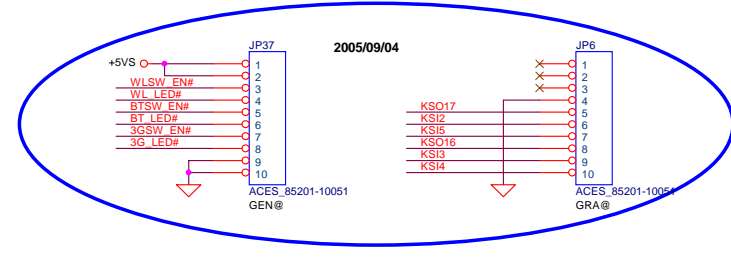 JP37
2005/09/04
JP6
+5VS
1
2
WLSW_EN#
3
WL_LED#
4
BTSW_EN#
5
BT_LED#
6
3GSW_EN#
7
3G_LED#
8
9
10
ACES_85201-10051
GEN@
1
2
3
4
KSO17
5
KSI2
6
KSI5
7
KSO16
8
KSI3
9
KSI4
10
ACES_85201-10051
GRA@